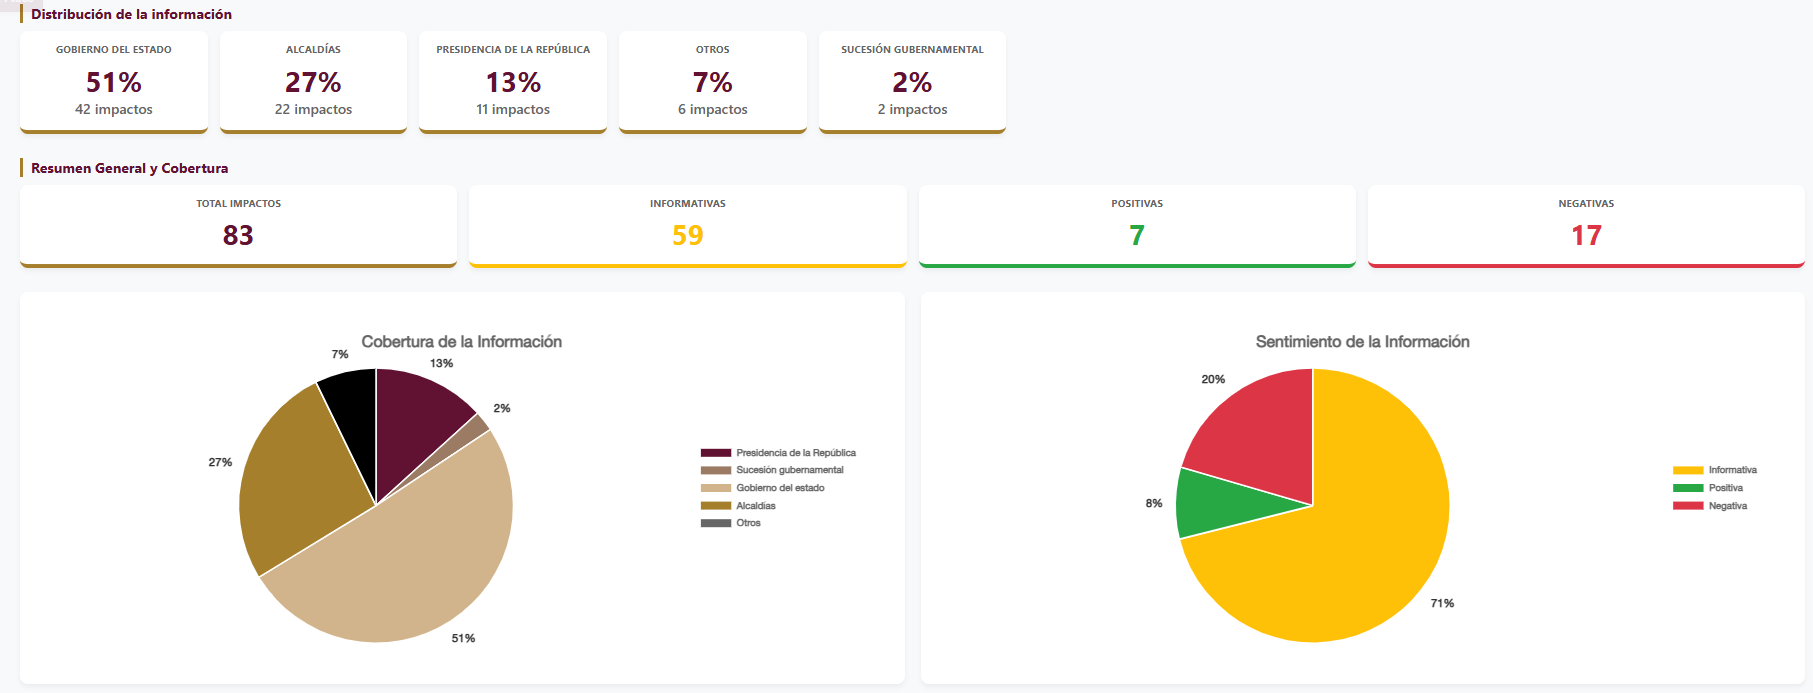 Distribución de la información
GOBIERNO DEL ESTADO
51%
42 impactos
ALCALDÍAS
27%
22 impactos
PRESIDENCIA DE LA REPÚBLICA
13%
11 impactos
OTROS
7%
6 impactos
SUCESIÓN GUBERNAMENTAL
2%
2 impactos
Resumen General y Cobertura
TOTAL IMPACTOS
83
INFORMATIVAS
59
POSITIVAS
7
NEGATIVAS
17
Cobertura de la Información
7%
13%
2%
27%
51%
Presidencia de la República
Sucesión gubernamental
Gobierno del estado
Alcaldías
Otros
Sentimiento de la Información
20%
8%
71%
Informativa
Positiva
Negativa